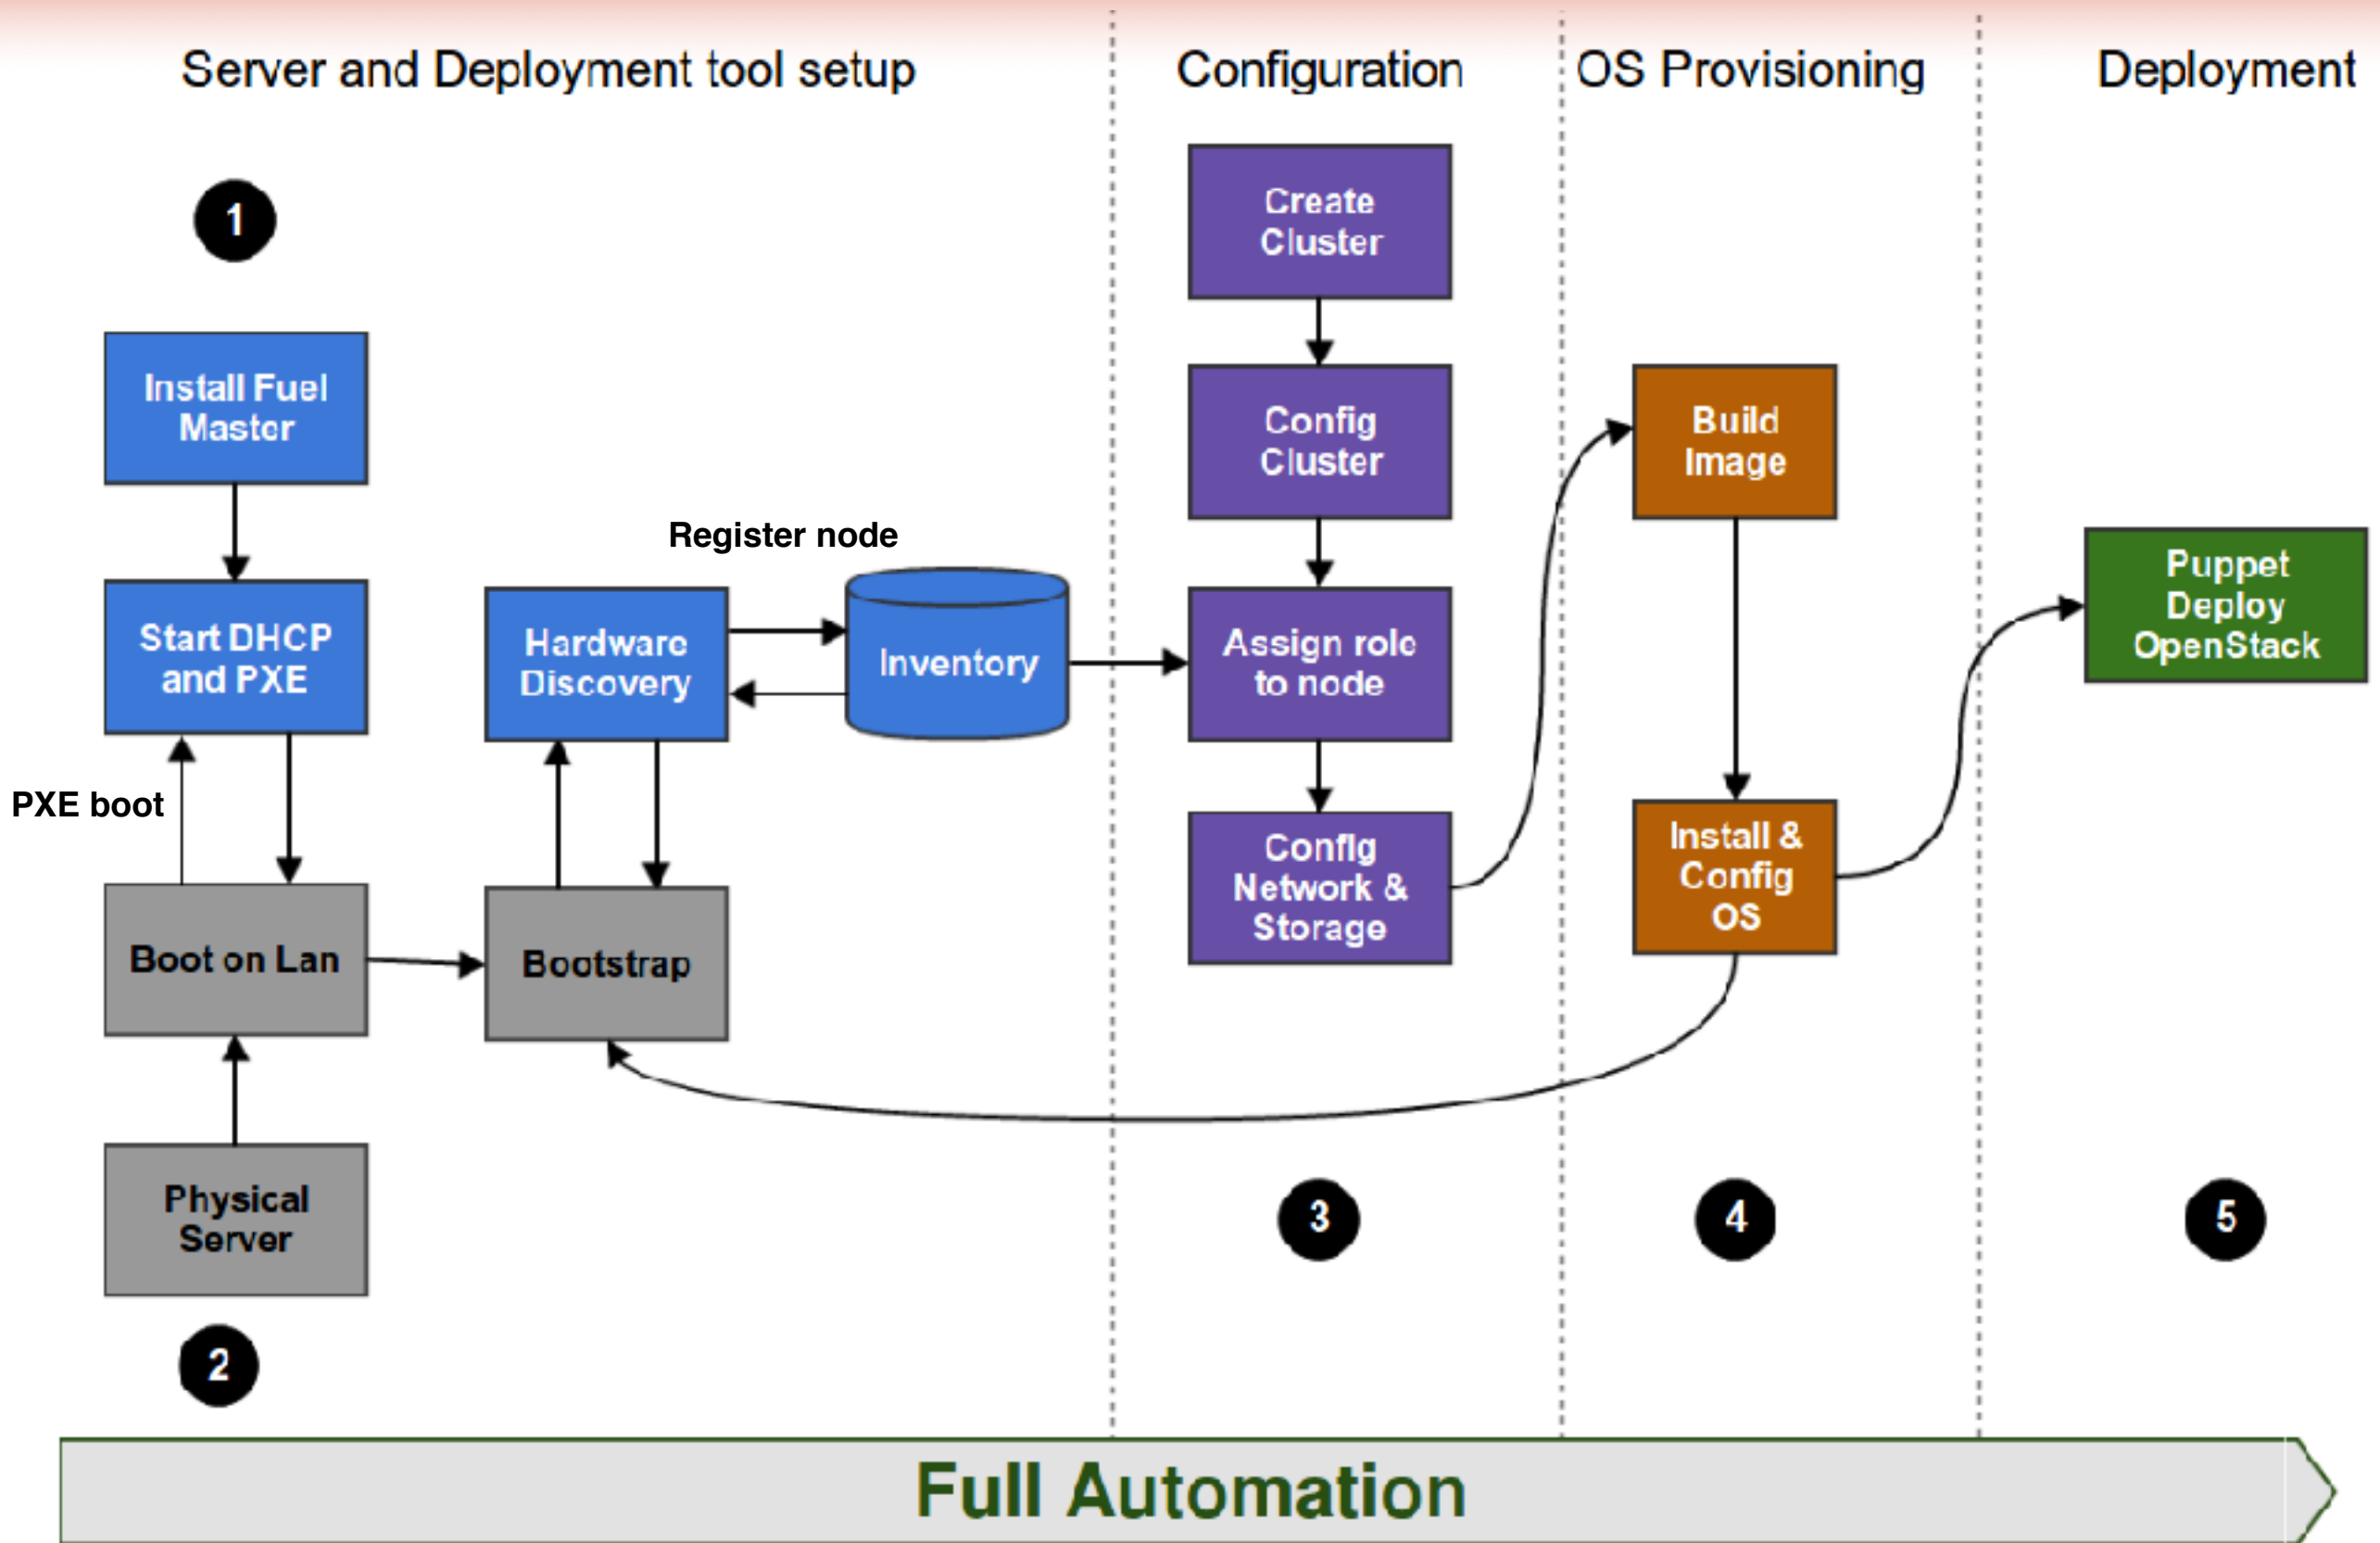 Server and Deployment tool setup
Configuration
OS Provisioning
Deployment
1
Install Fuel
Master
Start DHCP
and PXE
PXE boot
Boot on Lan
Physical
Server
2
Register node
Hardware
Discovery
Inventory
Bootstrap
Create
Cluster
Config
Cluster
Assign role
to node
Config
Network &
Storage
3
Build
Image
Install &
Config
OS
4
Puppet
Deploy
OpenStack
5
Full Automation